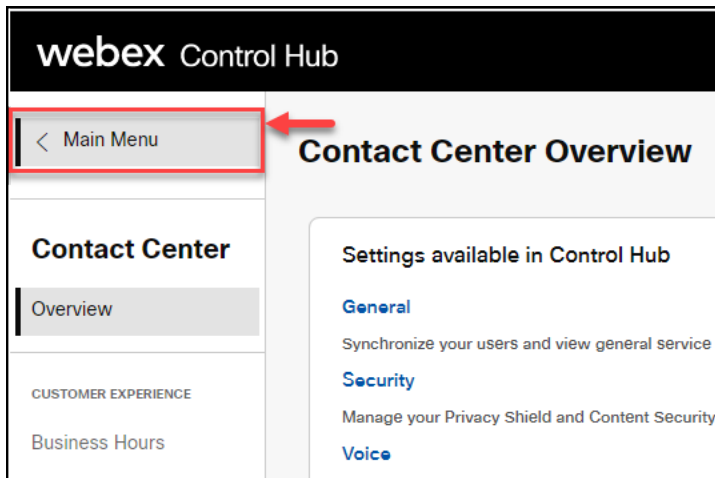 webex Control Hub
< Main Menu
Contact Center Overview
Contact Center
Overview
CUSTOMER EXPERIENCE
Business Hours
Settings available in Control Hub
General
Synchronize your users and view general service
Security
Manage your Privacy Shield and Content Security
Voice